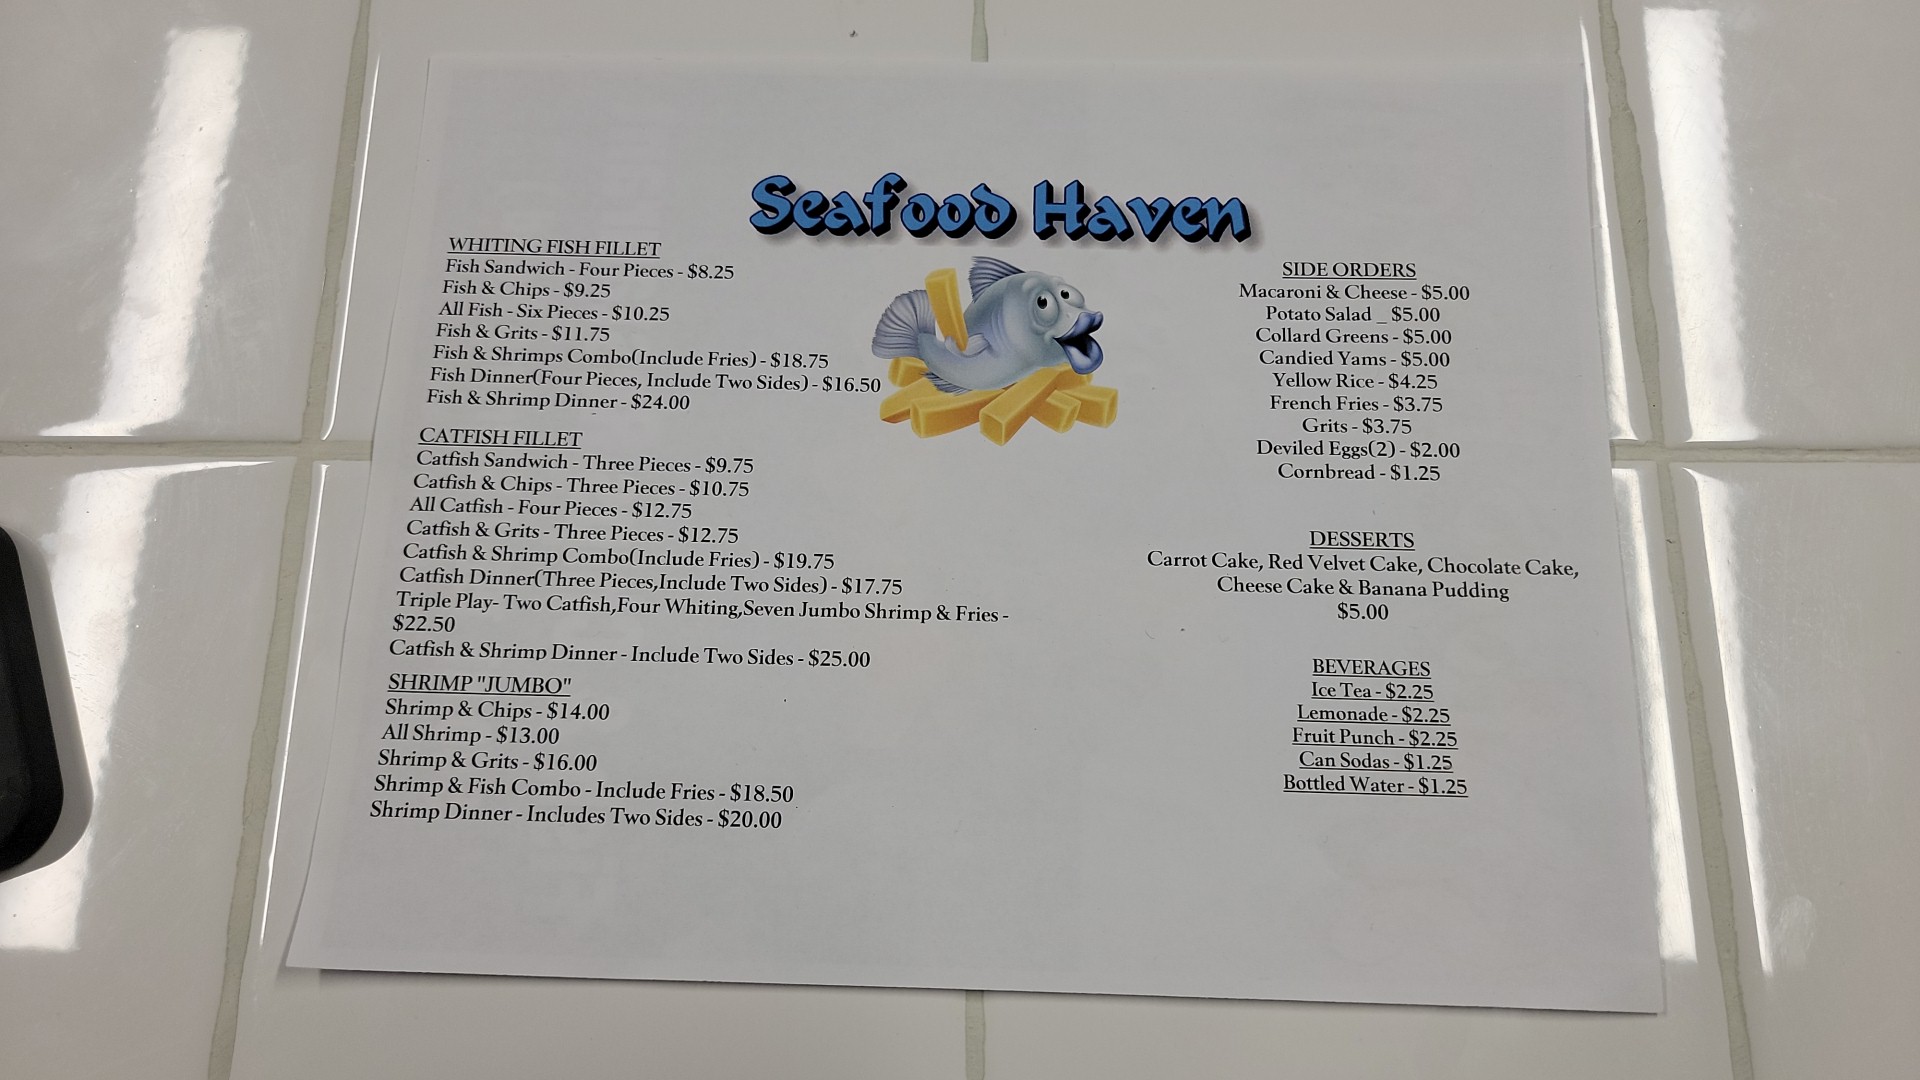 Seafood Haven
WHITING FISH FILLET
Fish Sandwich - Four Pieces - $8.25
Fish & Chips - $9.25
All Fish - Six Pieces - $10.25
Fish & Grits - $11.75
Fish & Shrimps Combo(Include Fries) - $18.75
Fish Dinner(Four Pieces, Include Two Sides) - $16.50
Fish & Shrimp Dinner - $24.00
CATFISH FILLET
Catfish Sandwich - Three Pieces - $9.75
Catfish & Chips - Three Pieces - $10.75
All Catfish - Four Pieces - $12.75
Catfish & Grits - Three Pieces - $12.75
Catfish & Shrimp Combo(Include Fries) - $19.75
Catfish Dinner(Three Pieces,Include Two Sides) - $17.75
Triple Play- Two Catfish,Four Whiting,Seven Jumbo Shrimp & Fries -
$22.50
Catfish & Shrimp Dinner - Include Two Sides - $25.00
SHRIMP "JUMBO"
Shrimp & Chips - $14.00
All Shrimp - $13.00
Shrimp & Grits - $16.00
Shrimp & Fish Combo - Include Fries - $18.50
Shrimp Dinner - Includes Two Sides - $20.00
SIDE ORDERS
Macaroni & Cheese - $5.00
Potato Salad _ $5.00
Collard Greens - $5.00
Candied Yams - $5.00
Yellow Rice - $4.25
French Fries - $3.75
Grits - $3.75
Deviled Eggs(2) - $2.00
Cornbread - $1.25
DESSERTS
Carrot Cake, Red Velvet Cake, Chocolate Cake,
Cheese Cake & Banana Pudding
$5.00
BEVERAGES
Ice Tea - $2.25
Lemonade - $2.25
Fruit Punch - $2.25
Can Sodas - $1.25
Bottled Water - $1.25